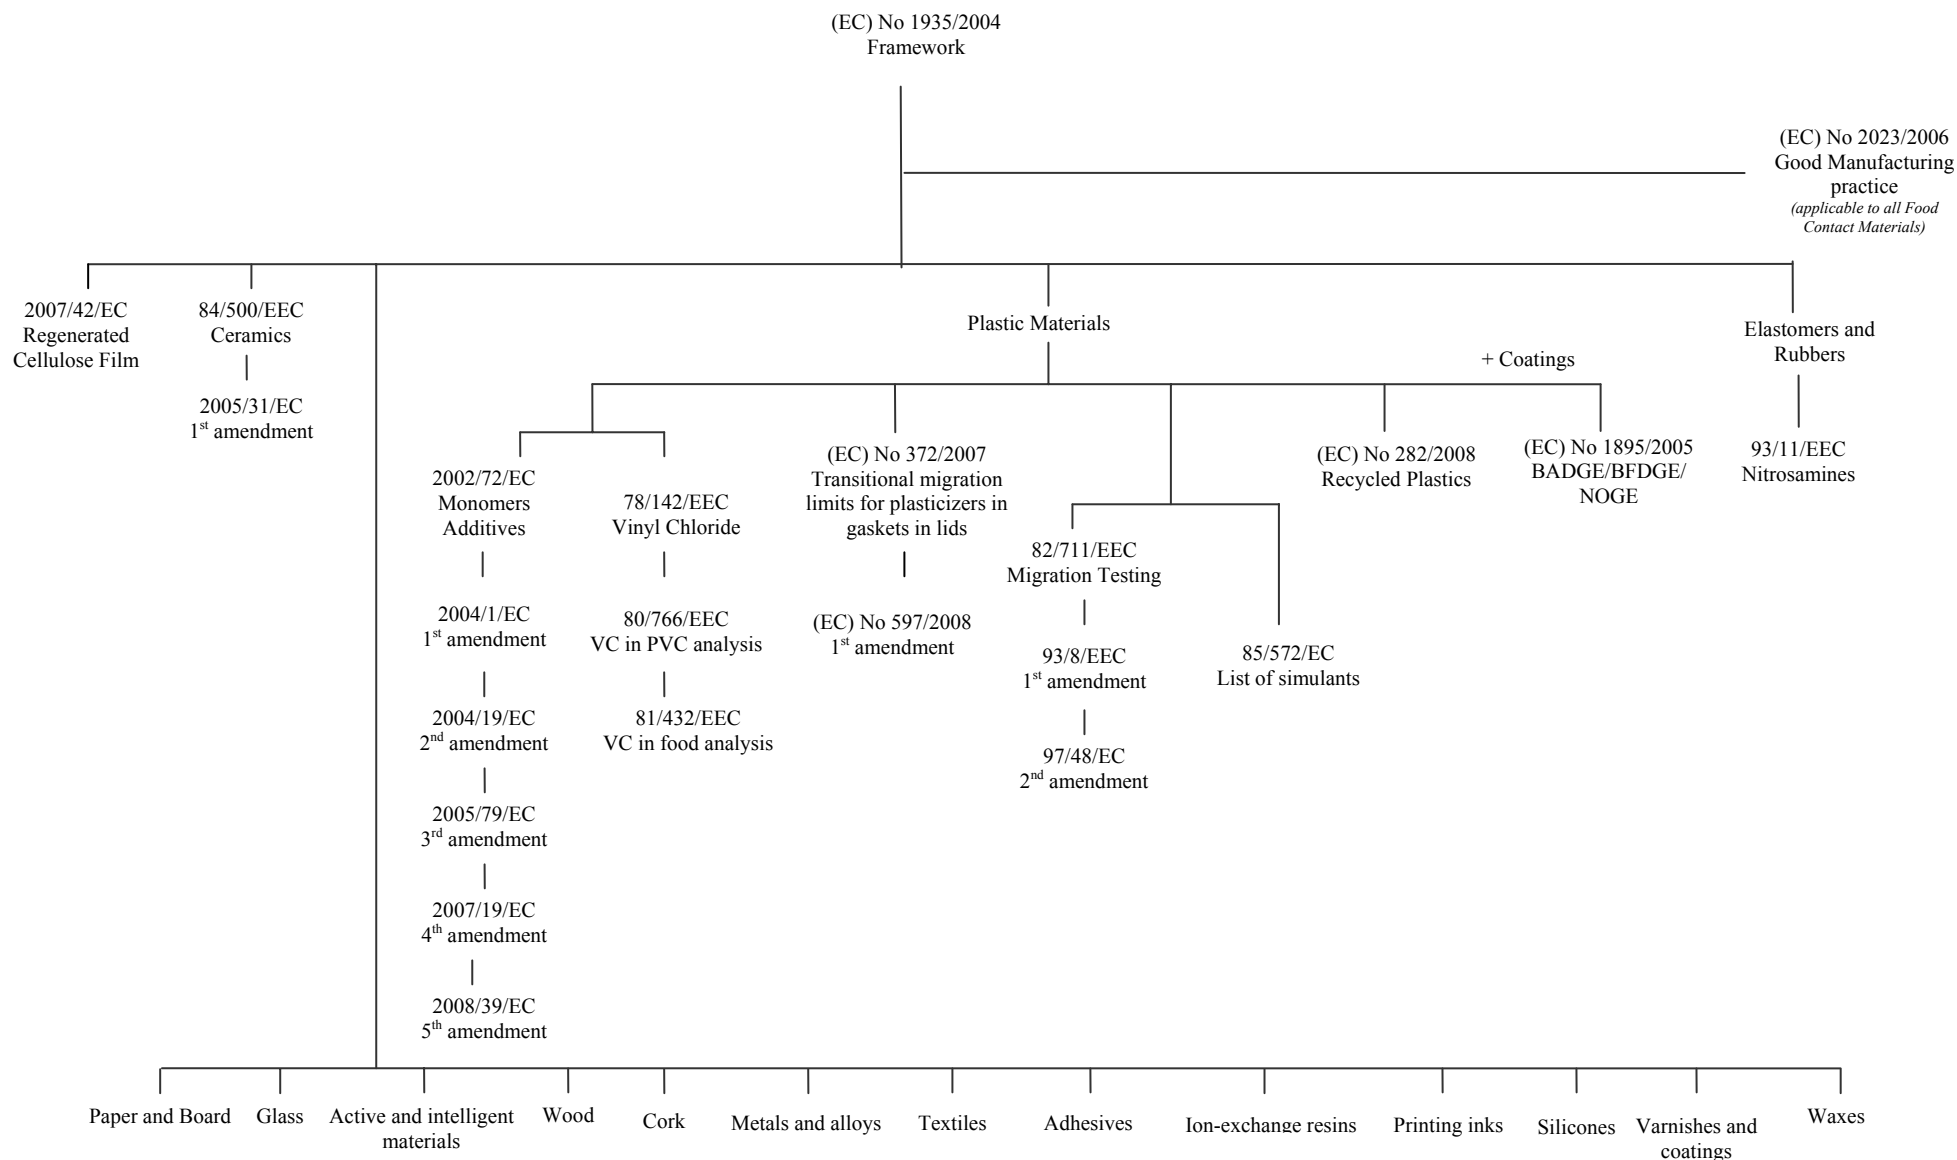 (EC) No 1935/2004
Framework
(EC) No 2023/2006
Good Manufacturing
practice
(applicable to all Food
Contact Materials)
2007/42/EC
Regenerated
Cellulose Film
84/500/EEC
Ceramics
2005/31/EC
1st amendment
Plastic Materials
+ Coatings
Elastomers and
Rubbers
93/11/EEC
Nitrosamines
2002/72/EC
Monomers
Additives
2004/1/EC
1st amendment
2004/19/EC
2nd amendment
2005/79/EC
3rd amendment
2007/19/EC
4th amendment
2008/39/EC
5th amendment
78/142/EEC
Vinyl Chloride
80/766/EEC
VC in PVC analysis
81/432/EEC
VC in food analysis
(EC) No 372/2007
Transitional migration
limits for plasticizers in
gaskets in lids
(EC) No 597/2008
1st amendment
82/711/EEC
Migration Testing
93/8/EEC
1st amendment
97/48/EC
2nd amendment
85/572/EC
List of simulants
(EC) No 282/2008
Recycled Plastics
(EC) No 1895/2005
BADGE/BFDGE/
NOGE
Paper and Board
Glass
Active and intelligent
materials
Wood
Cork
Metals and alloys
Textiles
Adhesives
Ion-exchange resins
Printing inks
Silicones
Varnishes and
coatings
Waxes